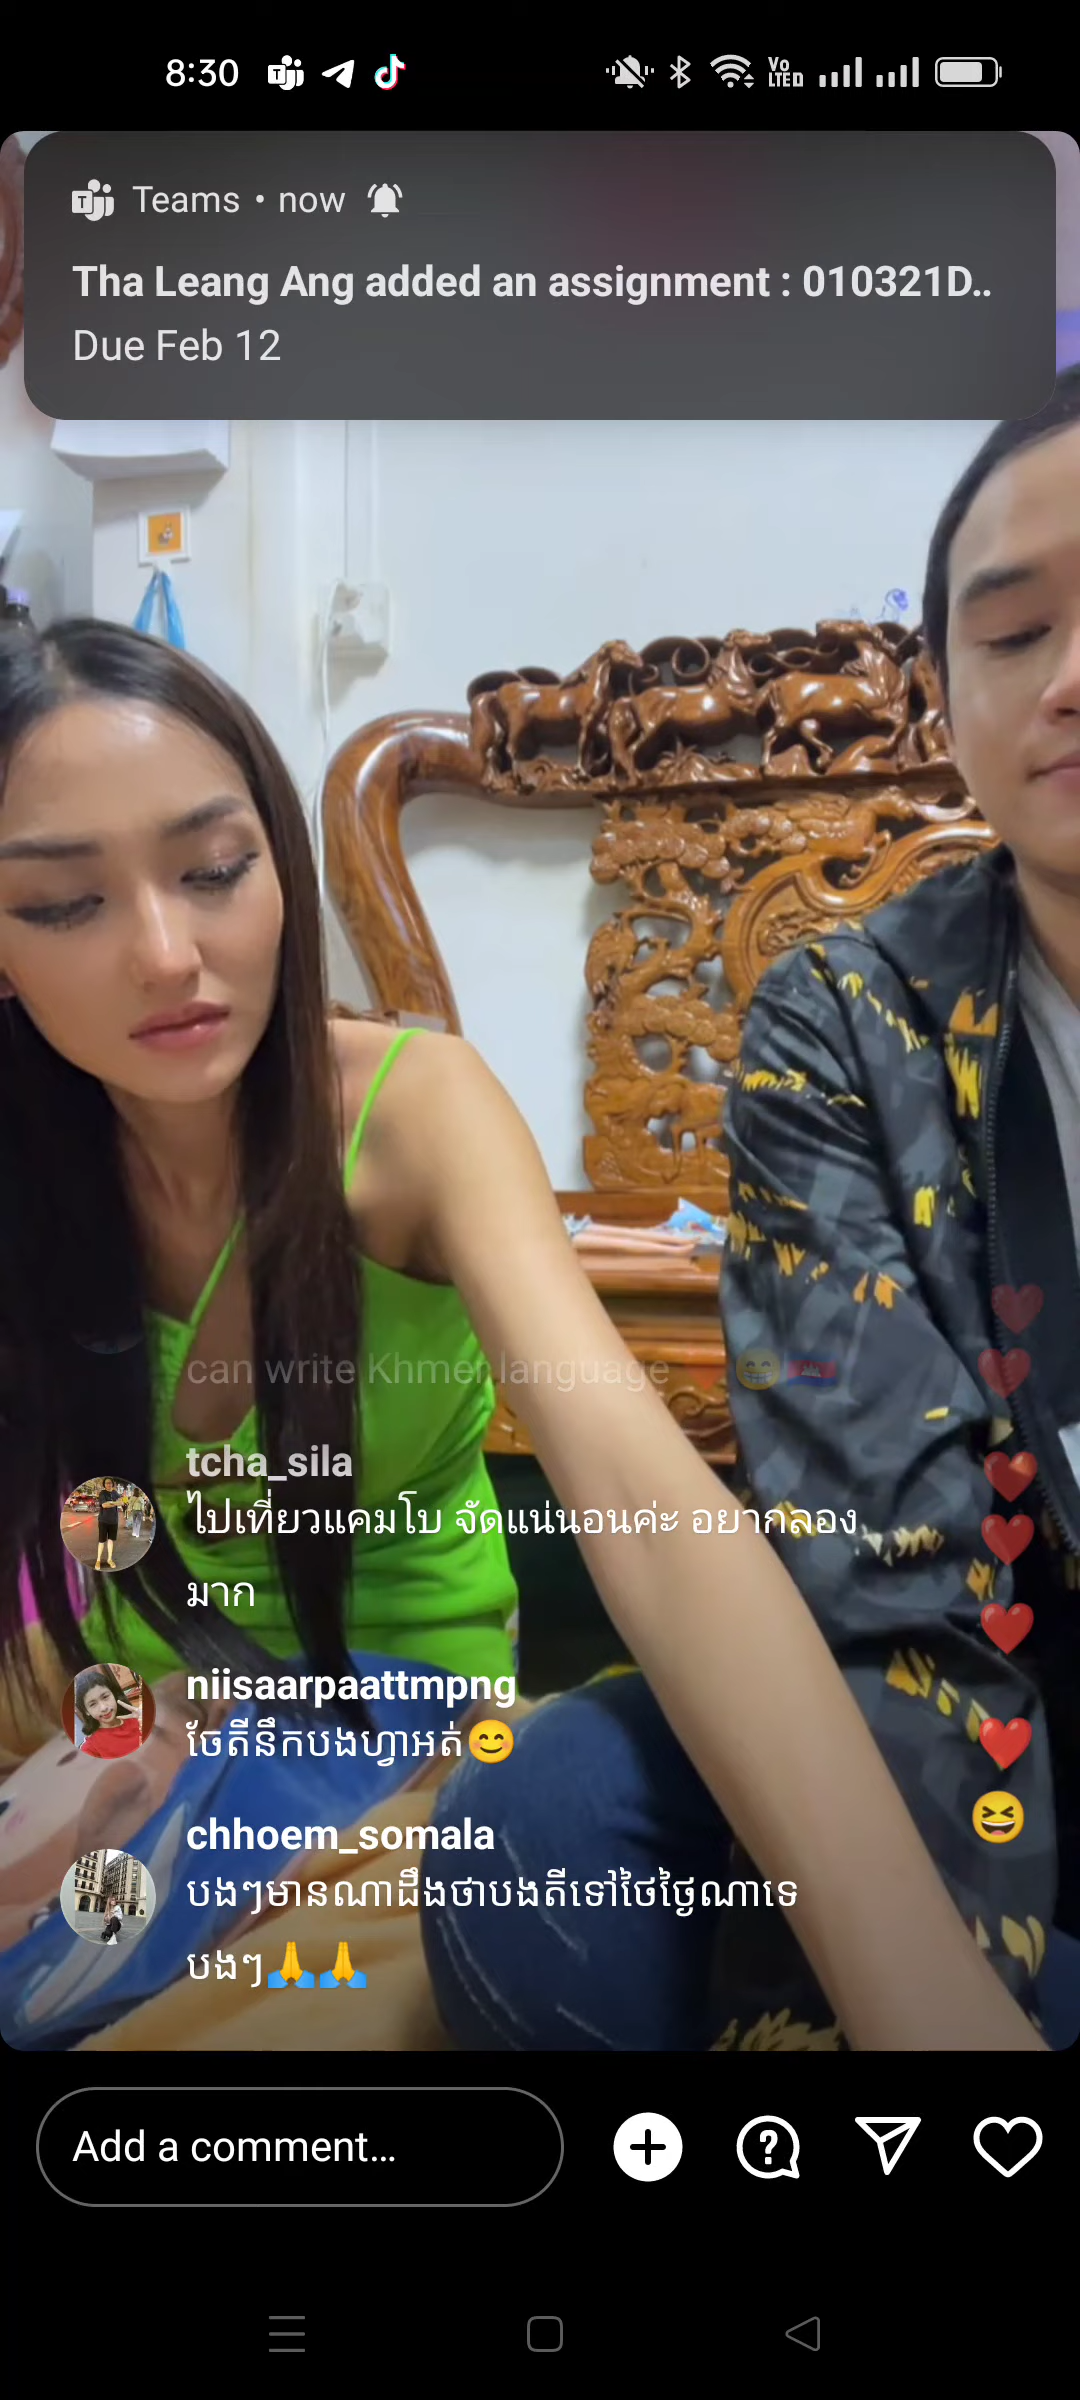 8:30
Vo
LTED
Teams • now
Tha Leang Ang added an assignment : 010321D..
Due Feb 12
can write Khmer language ❤️😁🇰🇭
tcha_sila
ไปเที่ยวแคมโบ จัดแน่นอนค่ะ อยากลอง
มาก
niisaarpaattmpng
ចែតីនឹកបងហ្វាអត់😊
chhoem_somala
បងៗមានណាដឹងថាបងតីទៅថៃថ្ងៃណាទេ
បងៗ🙏🙏
Add a comment...